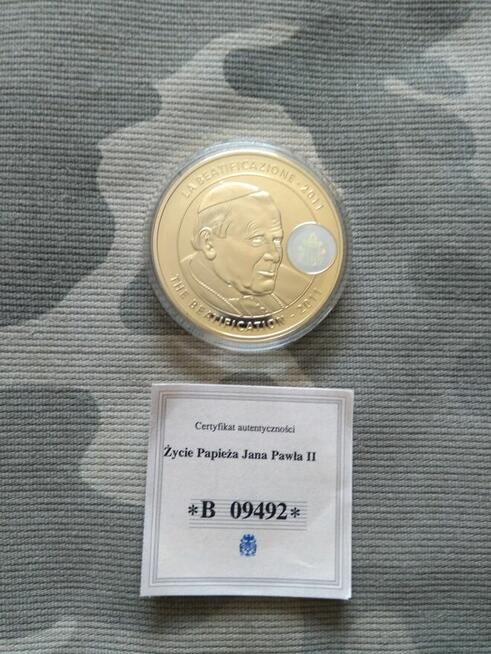 LA BEATIFICAZIONE · 2011
THE BEATIFICATION · 2011
Certyfikat autentyczności
Życie Papieża Jana Pawła II
*B 09492*